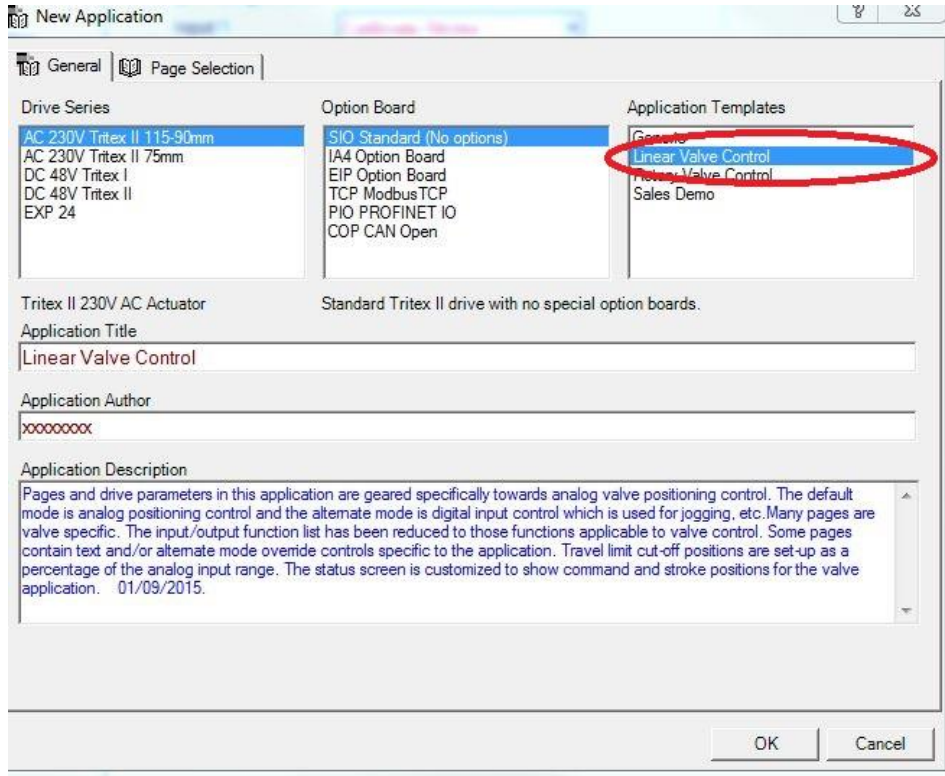 New Application
General
Page Selection
Drive Series
Option Board
Application Templates
AC 230V Tritex II 115-90mm
AC 230V Tritex II 75mm
DC 48V Tritex I
DC 48V Tritex II
EXP 24
SIO Standard (No options)
IA4 Option Board
EIP Option Board
TCP ModbusTCP
PIO PROFINET IO
COP CAN Open
Generic
Linear Valve Control
Rotary Valve Control
Sales Demo
Tritex II 230V AC Actuator
Standard Tritex II drive with no special option boards.
Application Title
Linear Valve Control
Application Author
xxxxxxxx
Application Description
Pages and drive parameters in this application are geared specifically towards analog valve positioning control. The default
mode is analog positioning control and the alternate mode is digital input control which is used for jogging, etc.Many pages are
valve specific. The input/output function list has been reduced to those functions applicable to valve control. Some pages
contain text and/or alternate mode override controls specific to the application. Travel limit cut-off positions are set-up as a
percentage of the analog input range. The status screen is customized to show command and stroke positions for the valve
application. 01/09/2015.
OK
Cancel